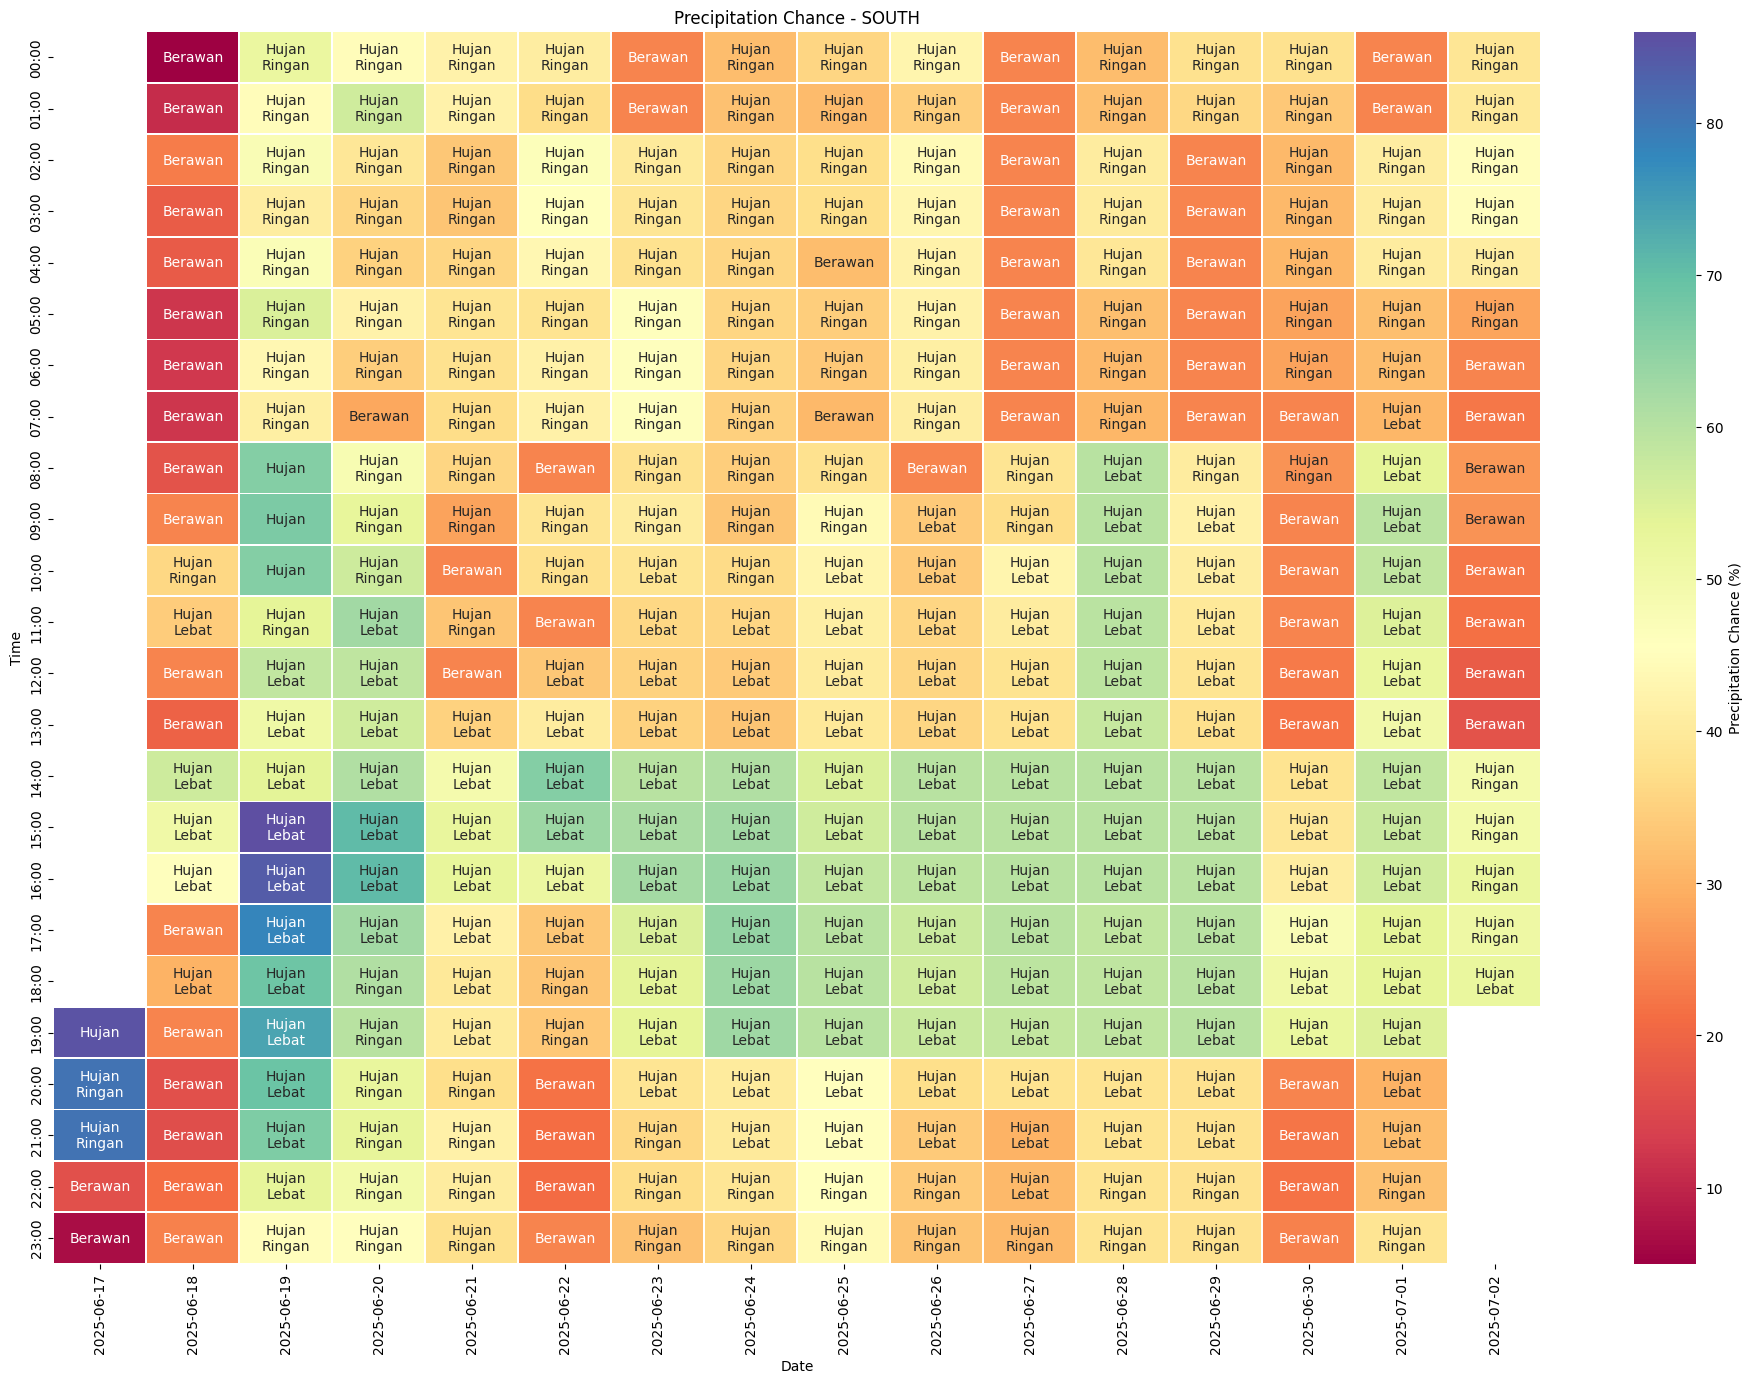 Precipitation Chance - SOUTH
Time
00:00
Berawan Hujan Hujan Hujan Hujan Berawan Hujan Hujan Hujan Berawan Hujan Hujan Hujan Berawan Hujan
Ringan Ringan Ringan Ringan Ringan Ringan Ringan Ringan Ringan Ringan Ringan
01:00
Berawan Hujan Hujan Hujan Hujan Berawan Hujan Hujan Hujan Berawan Hujan Hujan Hujan Berawan Hujan
Ringan Ringan Ringan Ringan Ringan Ringan Ringan Ringan Ringan Ringan Ringan
02:00
Berawan Hujan Hujan Hujan Hujan Hujan Hujan Hujan Hujan Berawan Hujan Berawan Hujan Hujan Hujan
Ringan Ringan Ringan Ringan Ringan Ringan Ringan Ringan Ringan Ringan Ringan Ringan
03:00
Berawan Hujan Hujan Hujan Hujan Hujan Hujan Hujan Hujan Berawan Hujan Berawan Hujan Hujan Hujan
Ringan Ringan Ringan Ringan Ringan Ringan Ringan Ringan Ringan Ringan Ringan Ringan
04:00
Berawan Hujan Hujan Hujan Hujan Hujan Hujan Berawan Hujan Berawan Hujan Berawan Hujan Hujan Hujan
Ringan Ringan Ringan Ringan Ringan Ringan Ringan Ringan Ringan Ringan Ringan
05:00
Berawan Hujan Hujan Hujan Hujan Hujan Hujan Hujan Hujan Berawan Hujan Berawan Hujan Hujan Hujan
Ringan Ringan Ringan Ringan Ringan Ringan Ringan Ringan Ringan Ringan Ringan Ringan
06:00
Berawan Hujan Hujan Hujan Hujan Hujan Hujan Hujan Hujan Berawan Hujan Berawan Hujan Hujan Berawan
Ringan Ringan Ringan Ringan Ringan Ringan Ringan Ringan Ringan Ringan Ringan
07:00
Berawan Hujan Berawan Hujan Hujan Hujan Hujan Berawan Hujan Berawan Hujan Berawan Berawan Hujan Berawan
Ringan Ringan Ringan Ringan Ringan Ringan Ringan Lebat
08:00
Berawan Hujan Hujan Hujan Berawan Hujan Hujan Hujan Berawan Hujan Hujan Hujan Hujan Hujan Berawan
Ringan Ringan Ringan Ringan Ringan Ringan Lebat Ringan Ringan Lebat
09:00
Berawan Hujan Hujan Hujan Hujan Hujan Hujan Hujan Hujan Hujan Hujan Hujan Berawan Hujan Berawan
Ringan Ringan Ringan Ringan Ringan Ringan Lebat Ringan Lebat Lebat Lebat
10:00
Hujan Hujan Hujan Berawan Hujan Hujan Hujan Hujan Hujan Hujan Hujan Hujan Berawan Hujan Berawan
Ringan Ringan Ringan Lebat Ringan Lebat Lebat Lebat Lebat Lebat Lebat
11:00
Hujan Hujan Hujan Hujan Berawan Hujan Hujan Hujan Hujan Hujan Hujan Hujan Berawan Hujan Berawan
Lebat Ringan Lebat Ringan Lebat Lebat Lebat Lebat Lebat Lebat Lebat Lebat
12:00
Berawan Hujan Hujan Berawan Hujan Hujan Hujan Hujan Hujan Hujan Hujan Hujan Berawan Hujan Berawan
Lebat Lebat Lebat Lebat Lebat Lebat Lebat Lebat Lebat Lebat Lebat
13:00
Berawan Hujan Hujan Hujan Hujan Hujan Hujan Hujan Hujan Hujan Hujan Hujan Berawan Hujan Berawan
Lebat Lebat Lebat Lebat Lebat Lebat Lebat Lebat Lebat Lebat Lebat Lebat
14:00
Hujan Hujan Hujan Hujan Hujan Hujan Hujan Hujan Hujan Hujan Hujan Hujan Hujan Hujan Hujan
Lebat Lebat Lebat Lebat Lebat Lebat Lebat Lebat Lebat Lebat Lebat Lebat Lebat Lebat Ringan
15:00
Hujan Hujan Hujan Hujan Hujan Hujan Hujan Hujan Hujan Hujan Hujan Hujan Hujan Hujan Hujan
Lebat Lebat Lebat Lebat Lebat Lebat Lebat Lebat Lebat Lebat Lebat Lebat Lebat Lebat Ringan
16:00
Hujan Hujan Hujan Hujan Hujan Hujan Hujan Hujan Hujan Hujan Hujan Hujan Hujan Hujan Hujan
Lebat Lebat Lebat Lebat Lebat Lebat Lebat Lebat Lebat Lebat Lebat Lebat Lebat Lebat Ringan
17:00
Berawan Hujan Hujan Hujan Hujan Hujan Hujan Hujan Hujan Hujan Hujan Hujan Hujan Hujan Hujan
Lebat Lebat Lebat Lebat Lebat Lebat Lebat Lebat Lebat Lebat Lebat Lebat Lebat Ringan
18:00
Hujan Hujan Hujan Hujan Hujan Hujan Hujan Hujan Hujan Hujan Hujan Hujan Hujan Hujan Hujan
Lebat Lebat Ringan Lebat Ringan Lebat Lebat Lebat Lebat Lebat Lebat Lebat Lebat Lebat Lebat
19:00
Hujan Berawan Hujan Hujan Hujan Hujan Hujan Hujan Hujan Hujan Hujan Hujan Hujan Hujan Hujan
Lebat Ringan Lebat Ringan Lebat Lebat Lebat Lebat Lebat Lebat Lebat Lebat Lebat
20:00
Hujan Berawan Hujan Hujan Hujan Berawan Hujan Hujan Hujan Hujan Hujan Hujan Hujan Berawan Hujan
Ringan Lebat Ringan Ringan Lebat Lebat Lebat Lebat Lebat Lebat Lebat Lebat
21:00
Hujan Berawan Hujan Hujan Hujan Berawan Hujan Hujan Hujan Hujan Hujan Hujan Hujan Berawan Hujan
Ringan Lebat Ringan Ringan Ringan Lebat Lebat Lebat Lebat Lebat Lebat Lebat
22:00
Berawan Berawan Hujan Hujan Hujan Berawan Hujan Hujan Hujan Hujan Hujan Hujan Hujan Berawan Hujan
Lebat Ringan Ringan Ringan Ringan Ringan Ringan Lebat Ringan Ringan Ringan
23:00
Berawan Berawan Hujan Hujan Hujan Berawan Hujan Hujan Hujan Hujan Hujan Hujan Hujan Berawan Hujan
Ringan Ringan Ringan Ringan Ringan Ringan Ringan Ringan Ringan Ringan Ringan
2025-06-17
2025-06-18
2025-06-19
2025-06-20
2025-06-21
2025-06-22
2025-06-23
2025-06-24
2025-06-25
2025-06-26
2025-06-27
2025-06-28
2025-06-29
2025-06-30
2025-07-01
2025-07-02
Date
80
70
60
50
40
30
20
10
Precipitation Chance (%)